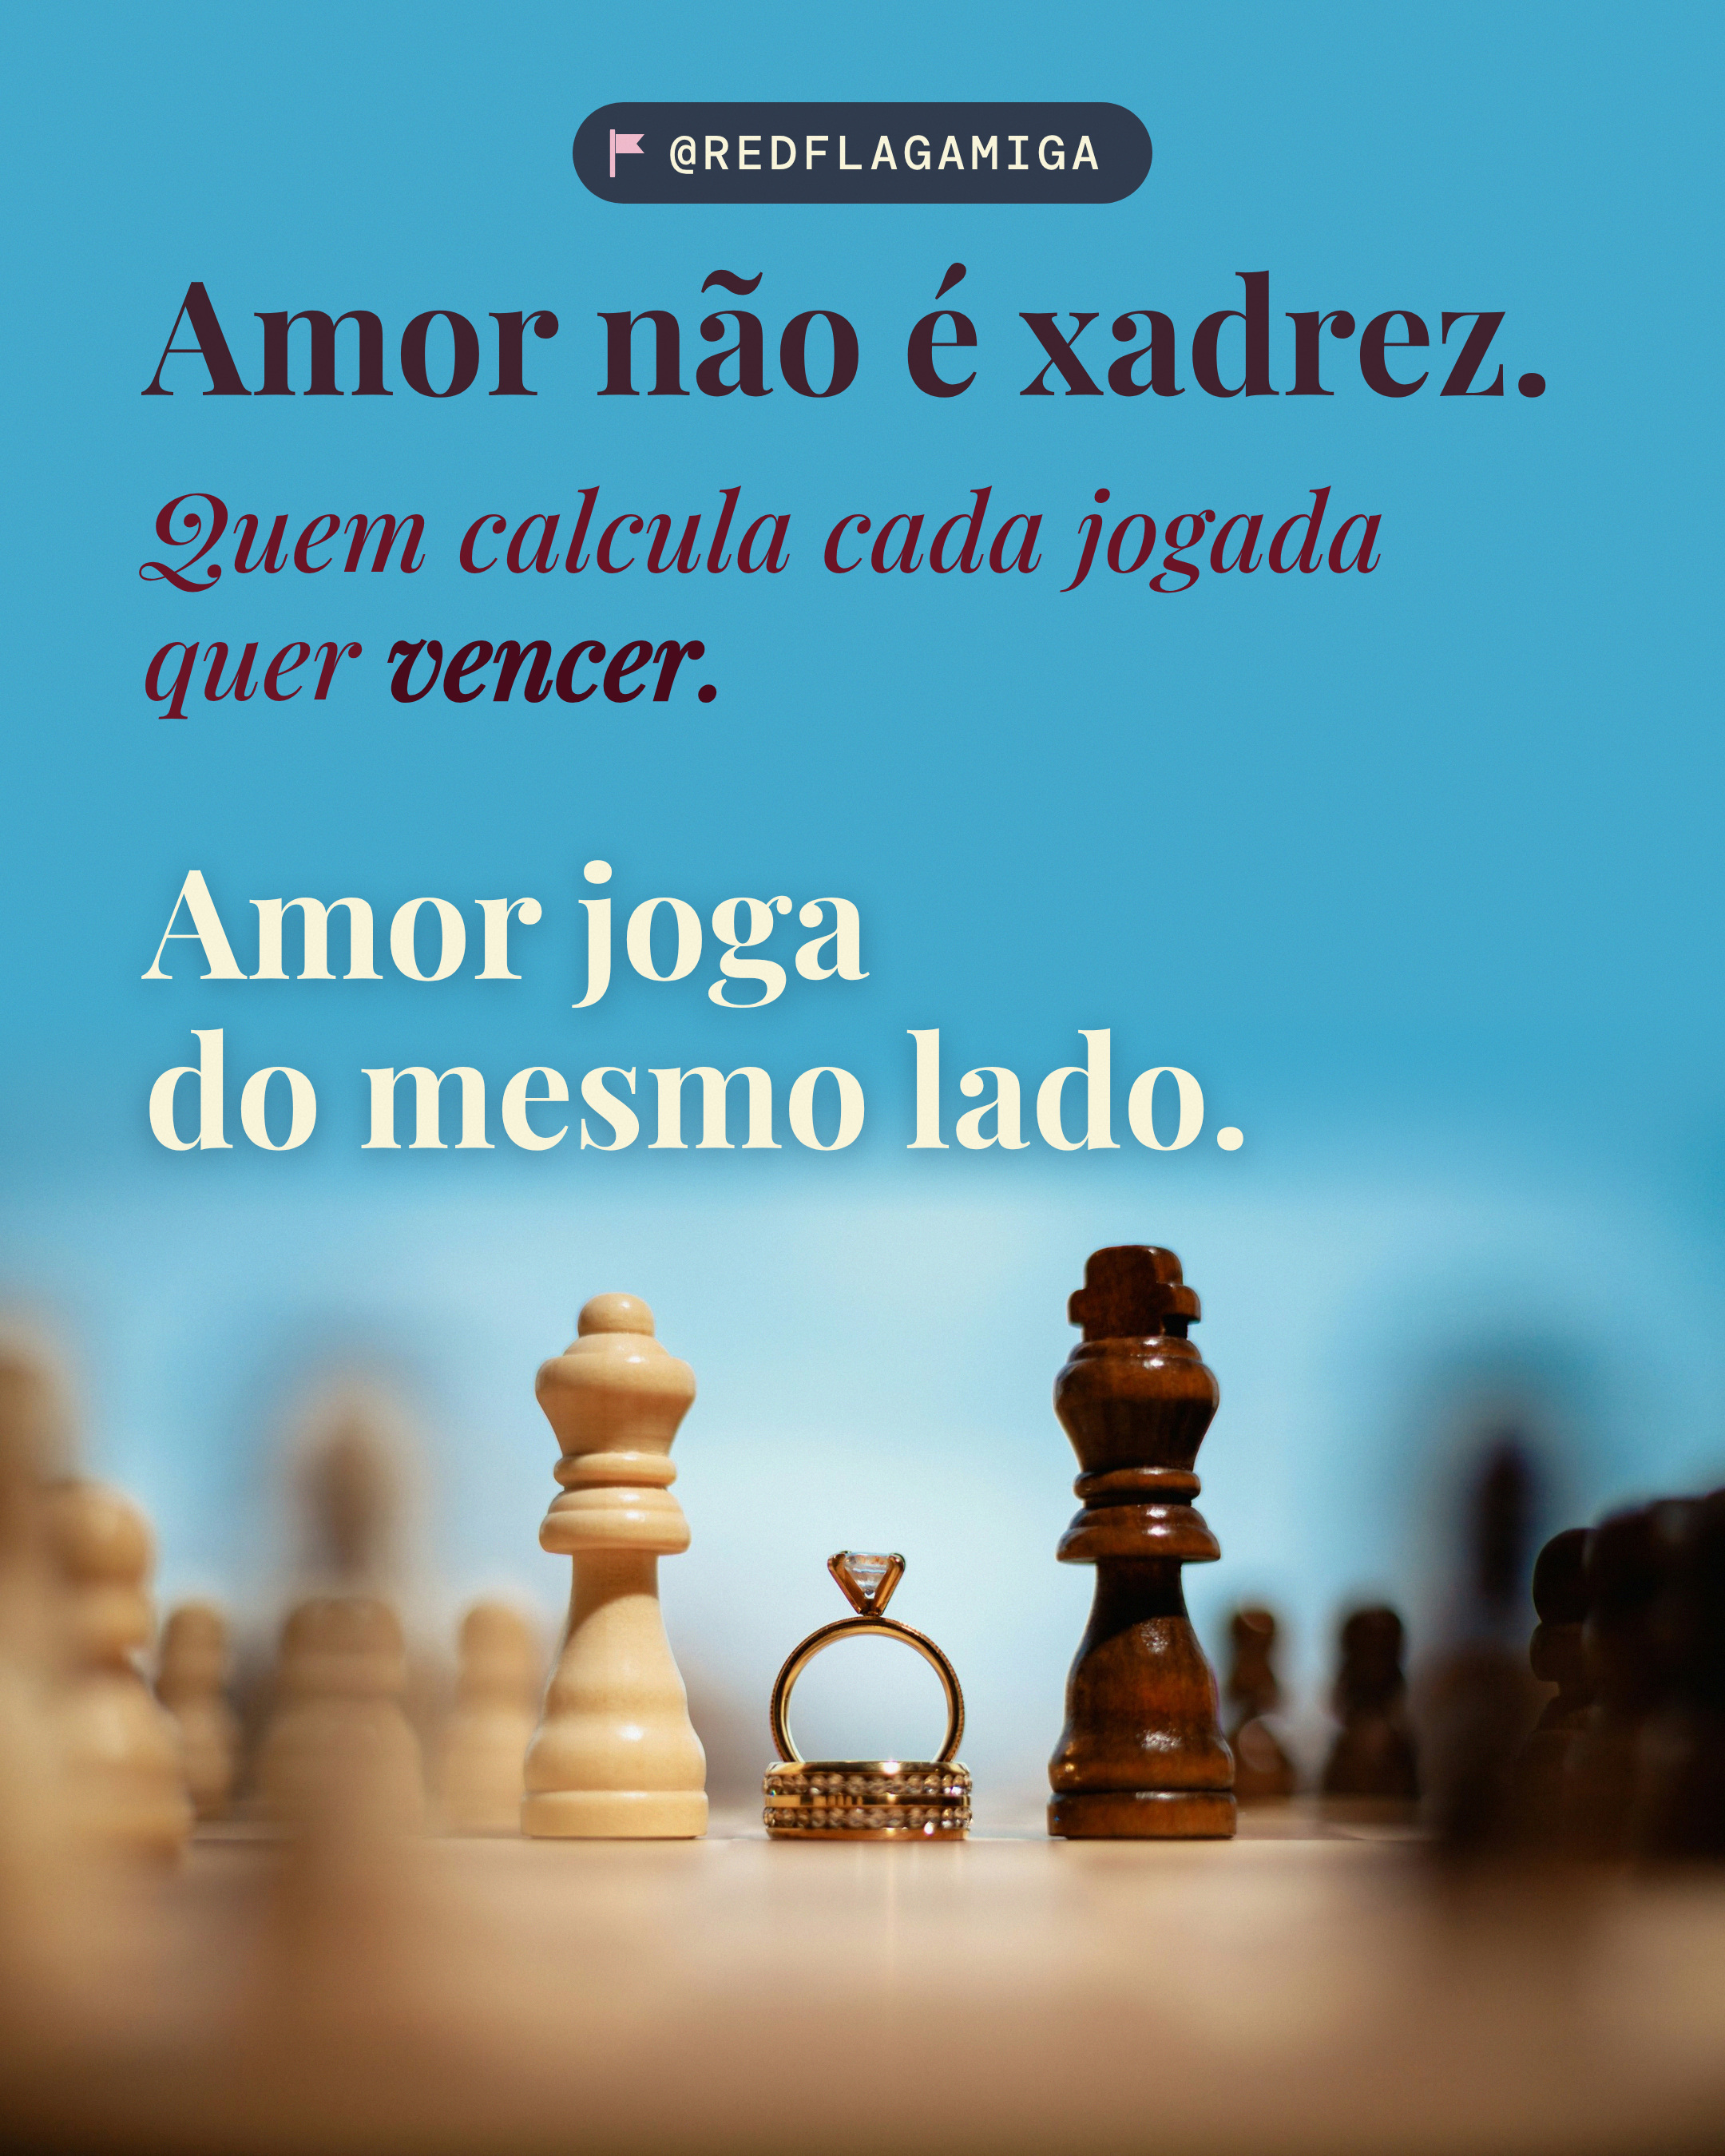 @REDFLAGAMIGA
Amor não é xadrez.
Quem calcula cada jogada
quer vencer.
Amor joga
do mesmo lado.